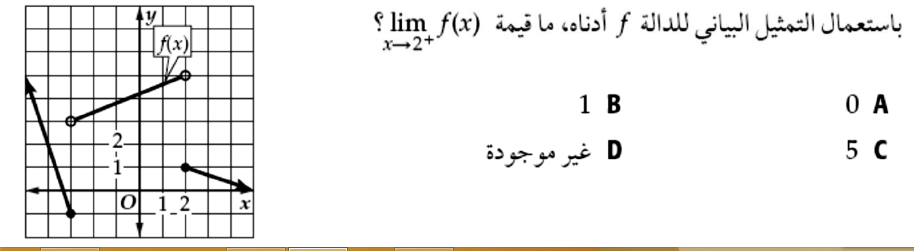 باستعمال التمثيل البياني للدالة f أدناه، ما قيمة lim f(x) ؟
x→2⁺
A 0
B 1
C 5
D غير موجودة
y
f(x)
2
1
O 1 2 x